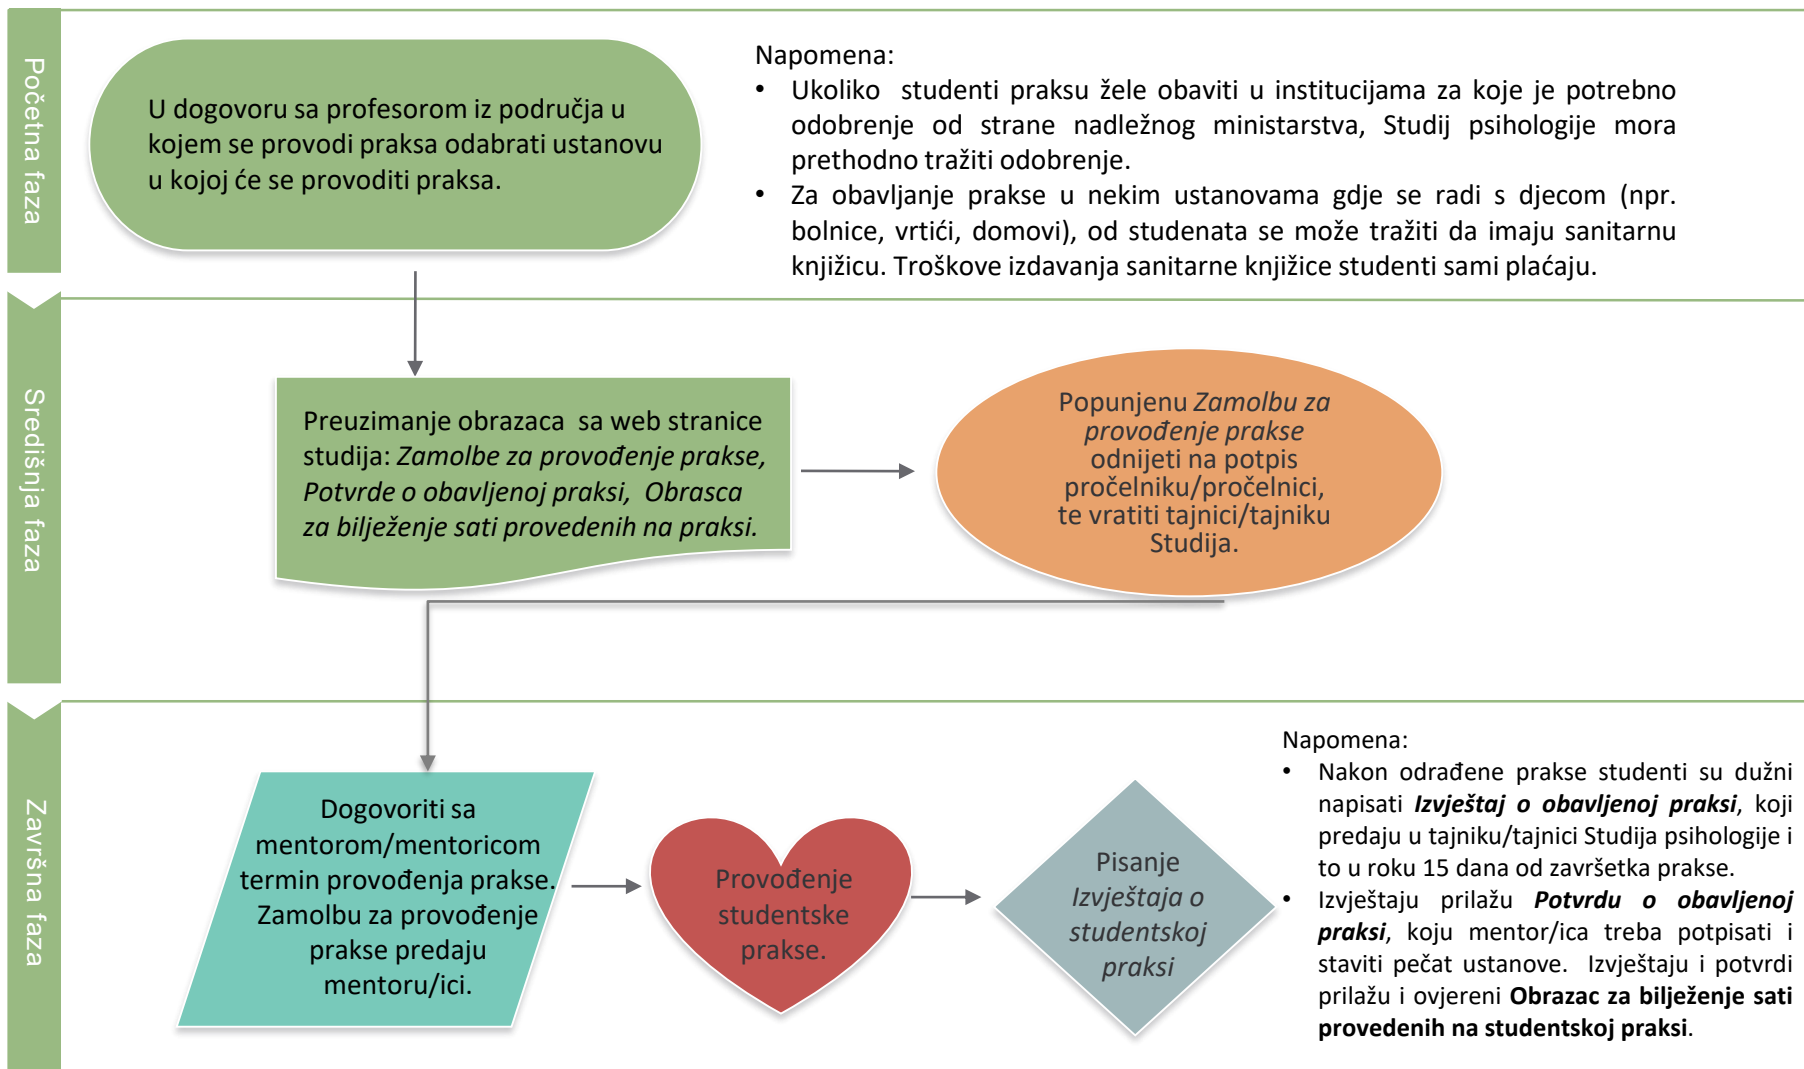 Početna faza
U dogovoru sa profesorom iz područja u
kojem se provodi praksa odabrati ustanovu
u kojoj će se provoditi praksa.
Napomena:
• Ukoliko studenti praksu žele obaviti u institucijama za koje je potrebno
odobrenje od strane nadležnog ministarstva, Studij psihologije mora
prethodno tražiti odobrenje.
• Za obavljanje prakse u nekim ustanovama gdje se radi s djecom (npr.
bolnice, vrtići, domovi), od studenata se može tražiti da imaju sanitarnu
knjižicu. Troškove izdavanja sanitarne knjižice studenti sami plaćaju.
Središnja faza
Preuzimanje obrazaca sa web stranice
studija: Zamolbe za provođenje prakse,
Potvrde o obavljenoj praksi, Obrasca
za bilježenje sati provedenih na praksi.
Popunjenu Zamolbu za
provođenje prakse
odnijeti na potpis
pročelniku/pročelnici,
te vratiti tajnici/tajniku
Studija.
Završna faza
Dogovoriti sa
mentorom/mentoricom
termin provođenja prakse.
Zamolbu za provođenje
prakse predaju
mentoru/ici.
Provođenje
studentske
prakse.
Pisanje
Izvještaja o
studentskoj
praksi
Napomena:
• Nakon odrađene prakse studenti su dužni
napisati Izvještaj o obavljenoj praksi, koji
predaju u tajniku/tajnici Studija psihologije i
to u roku 15 dana od završetka prakse.
• Izvještaju prilažu Potvrdu o obavljenoj
praksi, koju mentor/ica treba potpisati i
staviti pečat ustanove. Izvještaju i potvrdi
prilažu i ovjereni Obrazac za bilježenje sati
provedenih na studentskoj praksi.